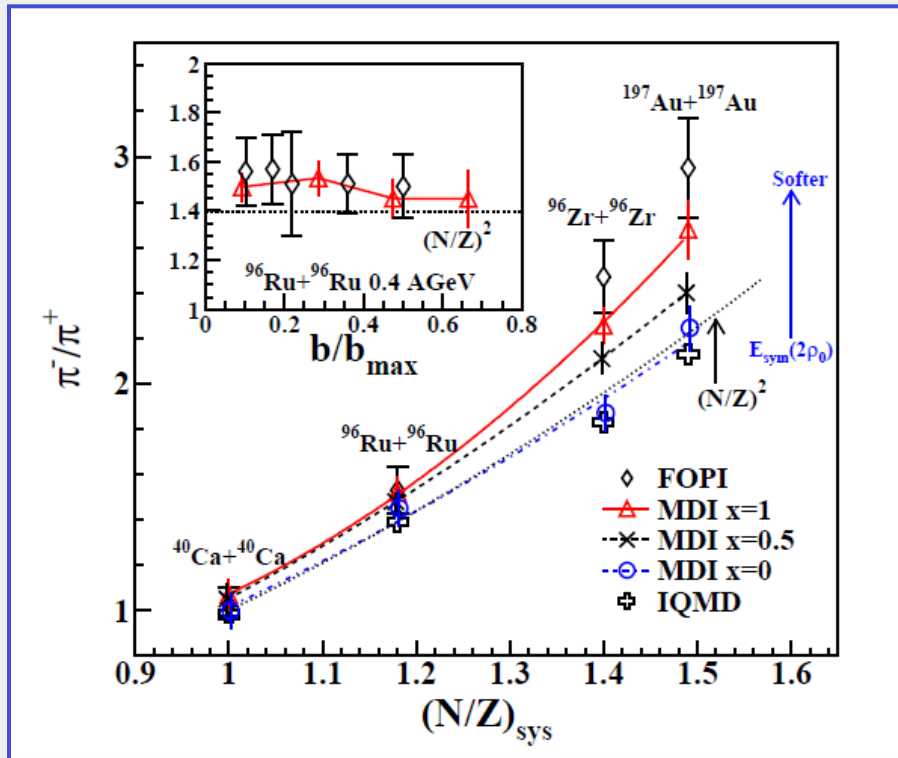 2
1.8
1.6
1.4
1.2
1
0 0.2 0.4 0.6 0.8
b/b_max
(N/Z)²
⁹⁶Ru+⁹⁶Ru 0.4 AGeV
¹⁹⁷Au+¹⁹⁷Au
⁹⁶Zr+⁹⁶Zr
Softer
E_sym(2ρ₀)
(N/Z)²
⁹⁶Ru+⁹⁶Ru
⁴⁰Ca+⁴⁰Ca
FOPI
MDI x=1
MDI x=0.5
MDI x=0
IQMD
π⁻/π⁺
3
2
1
0.9 1 1.1 1.2 1.3 1.4 1.5 1.6
(N/Z)_sys